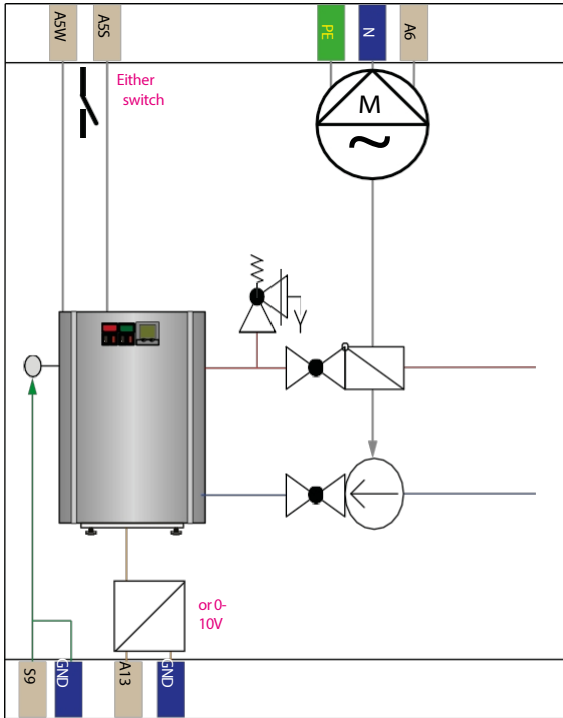 A5W
A5S
PE
N
A6
Either
switch
M
or 0-
10V
S9
GND
A13
GND